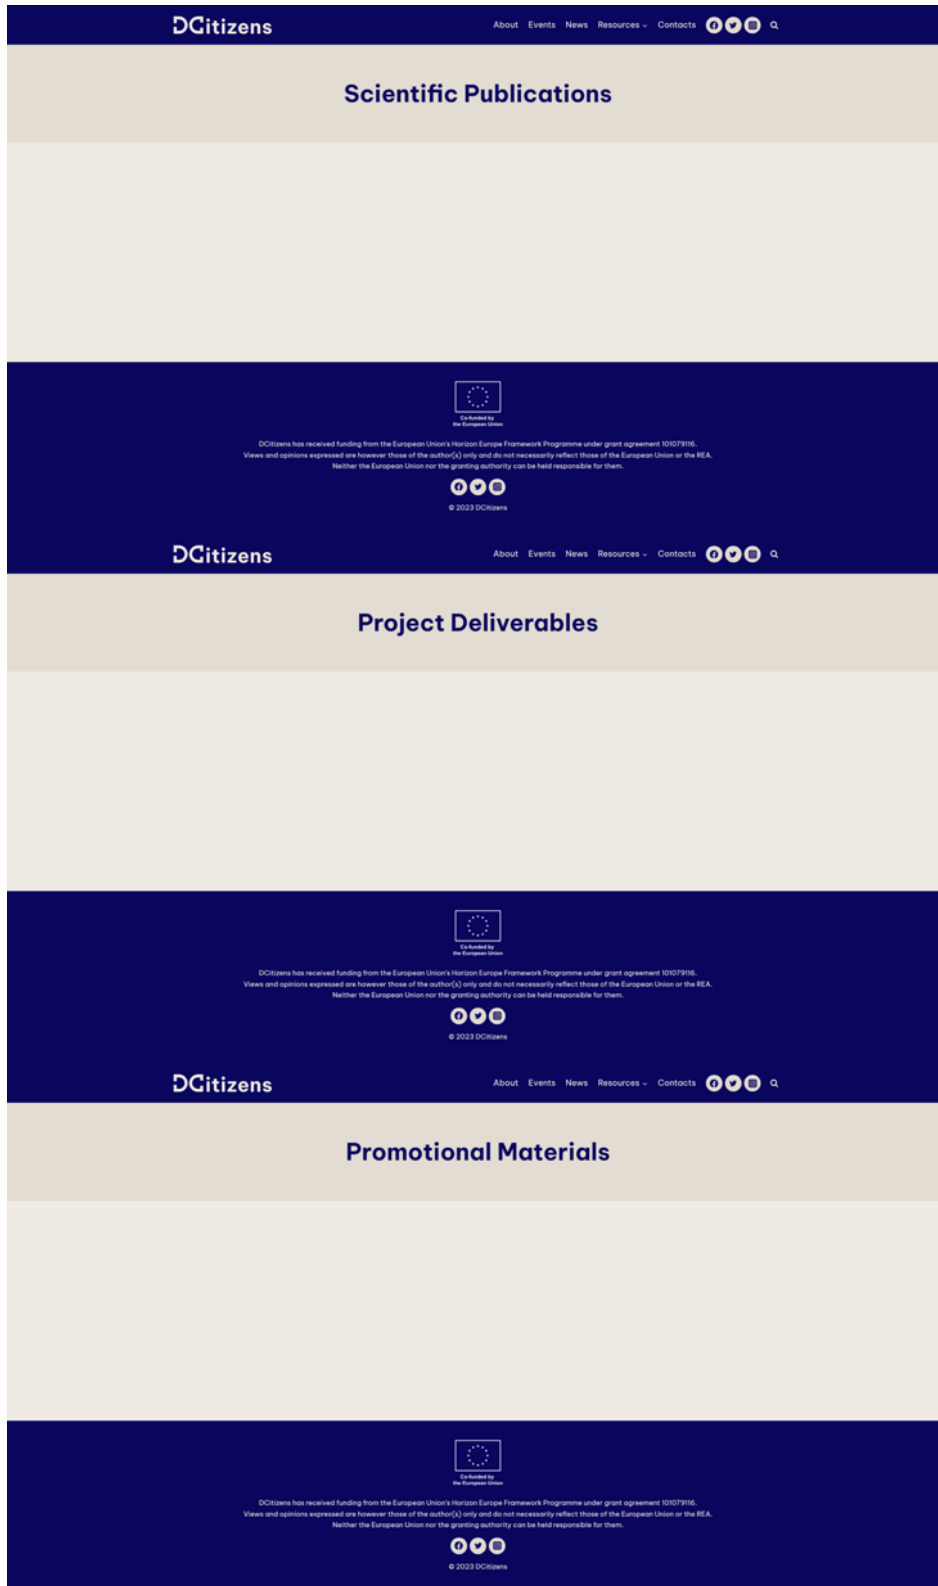 DCitizens
About Events News Resources Contacts
Scientific Publications
Co-funded by
the European Union
DCitizens has received funding from the European Union's Horizon Europe Framework Programme under grant agreement 101079116.
Views and opinions expressed are however those of the author(s) only and do not necessarily reflect those of the European Union or the REA.
Neither the European Union nor the granting authority can be held responsible for them.
© 2023 DCitizens
DCitizens
About Events News Resources Contacts
Project Deliverables
Co-funded by
the European Union
DCitizens has received funding from the European Union's Horizon Europe Framework Programme under grant agreement 101079116.
Views and opinions expressed are however those of the author(s) only and do not necessarily reflect those of the European Union or the REA.
Neither the European Union nor the granting authority can be held responsible for them.
© 2023 DCitizens
DCitizens
About Events News Resources Contacts
Promotional Materials
Co-funded by
the European Union
DCitizens has received funding from the European Union's Horizon Europe Framework Programme under grant agreement 101079116.
Views and opinions expressed are however those of the author(s) only and do not necessarily reflect those of the European Union or the REA.
Neither the European Union nor the granting authority can be held responsible for them.
© 2023 DCitizens